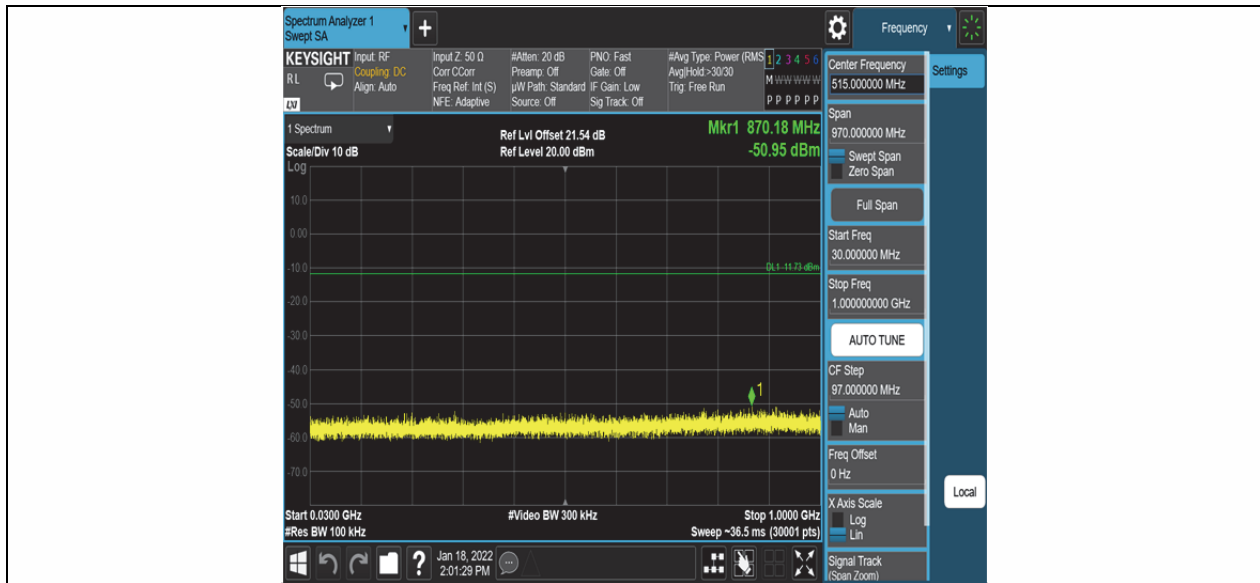 Spectrum Analyzer 1
Swept SA
+
Frequency
KEYSIGHT
RL
LXI
Input: RF
Coupling: DC
Align: Auto
Input Z: 50 Ω
Corr CCorr
Freq Ref: Int (S)
NFE: Adaptive
#Atten: 20 dB
Preamp: Off
µW Path: Standard
Source: Off
PNO: Fast
Gate: Off
IF Gain: Low
Sig Track: Off
#Avg Type: Power (RMS
Avg|Hold:>30/30
Trig: Free Run
1 2 3 4 5 6
M W W W W W
P P P P P P
1 Spectrum
Scale/Div 10 dB
Log
Ref Lvl Offset 21.54 dB
Ref Level 20.00 dBm
Mkr1 870.18 MHz
-50.95 dBm
10.0
0.00
-10.0
DL1 -11.73 dBm
-20.0
-30.0
-40.0
1
-50.0
-60.0
-70.0
Start 0.0300 GHz
#Video BW 300 kHz
Stop 1.0000 GHz
#Res BW 100 kHz
Sweep ~36.5 ms (30001 pts)
?
Jan 18, 2022
2:01:29 PM
Center Frequency
515.000000 MHz
Settings
Span
970.000000 MHz
Swept Span
Zero Span
Full Span
Start Freq
30.000000 MHz
Stop Freq
1.000000000 GHz
AUTO TUNE
CF Step
97.000000 MHz
Auto
Man
Freq Offset
0 Hz
Local
X Axis Scale
Log
Lin
Signal Track
(Span Zoom)